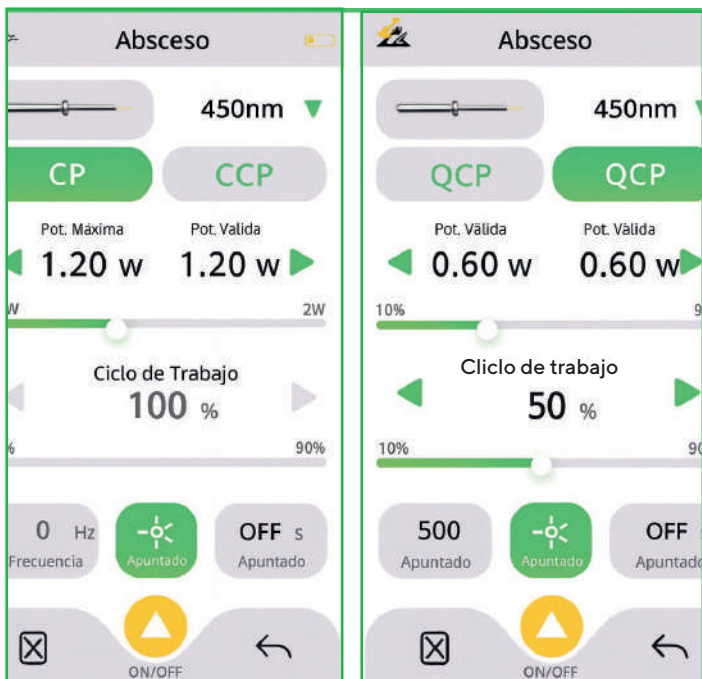 Absceso
450nm
CP CCP
Pot. Máxima Pot. Valida
1.20 w 1.20 w
W 2W
Ciclo de Trabajo
100 %
% 90%
0 Hz OFF s
Frecuencia Apuntado Apuntado
ON/OFF
Absceso
450nm
QCP QCP
Pot. Válida Pot. Válida
0.60 w 0.60 w
10% 9
Cliclo de trabajo
50 %
10% 90
500 OFF
Apuntado Apuntado Apuntado
ON/OFF